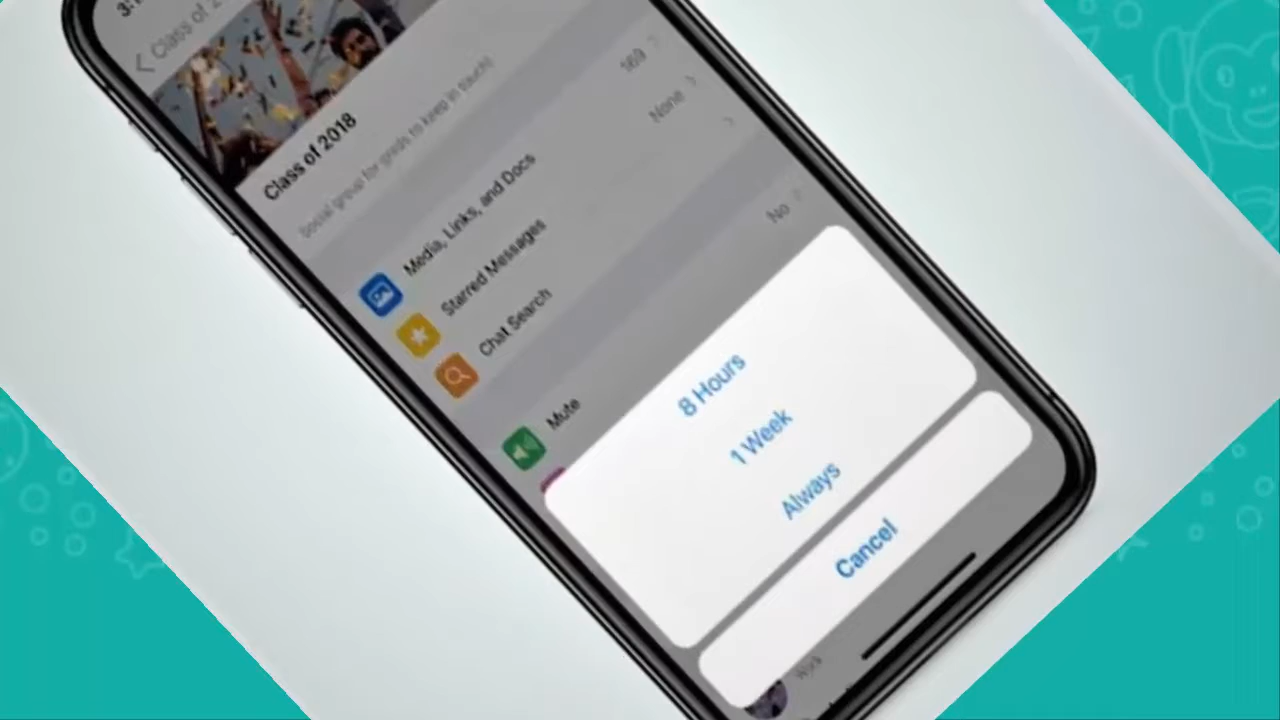 Class of 2018
Social group for grads to keep in touch!
Media, Links, and Docs 169
Starred Messages None
Chat Search
Mute No
8 Hours
1 Week
Always
Cancel